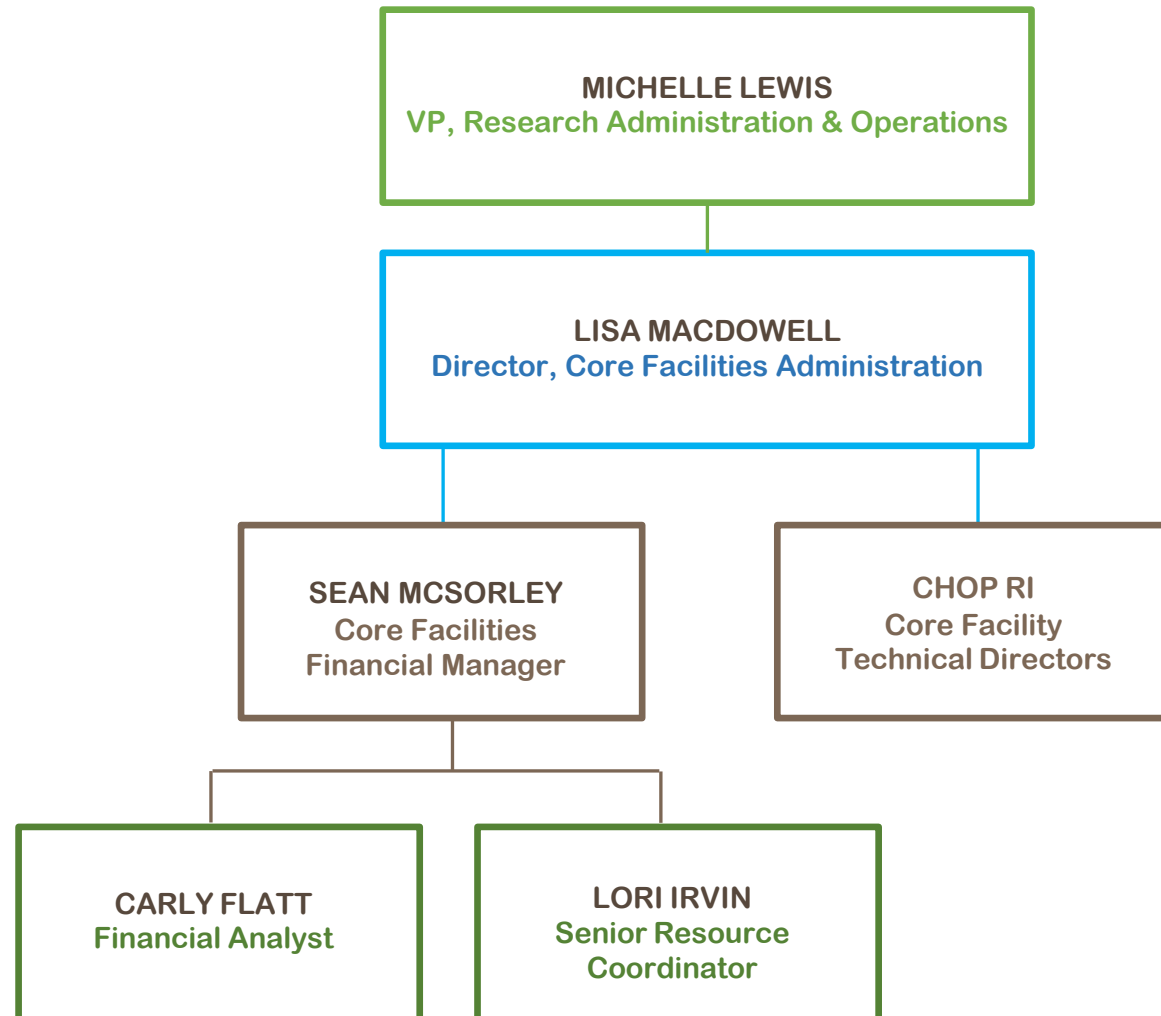 MICHELLE LEWIS
VP, Research Administration & Operations
LISA MACDOWELL
Director, Core Facilities Administration
SEAN MCSORLEY
Core Facilities
Financial Manager
CHOP RI
Core Facility
Technical Directors
CARLY FLATT
Financial Analyst
LORI IRVIN
Senior Resource
Coordinator